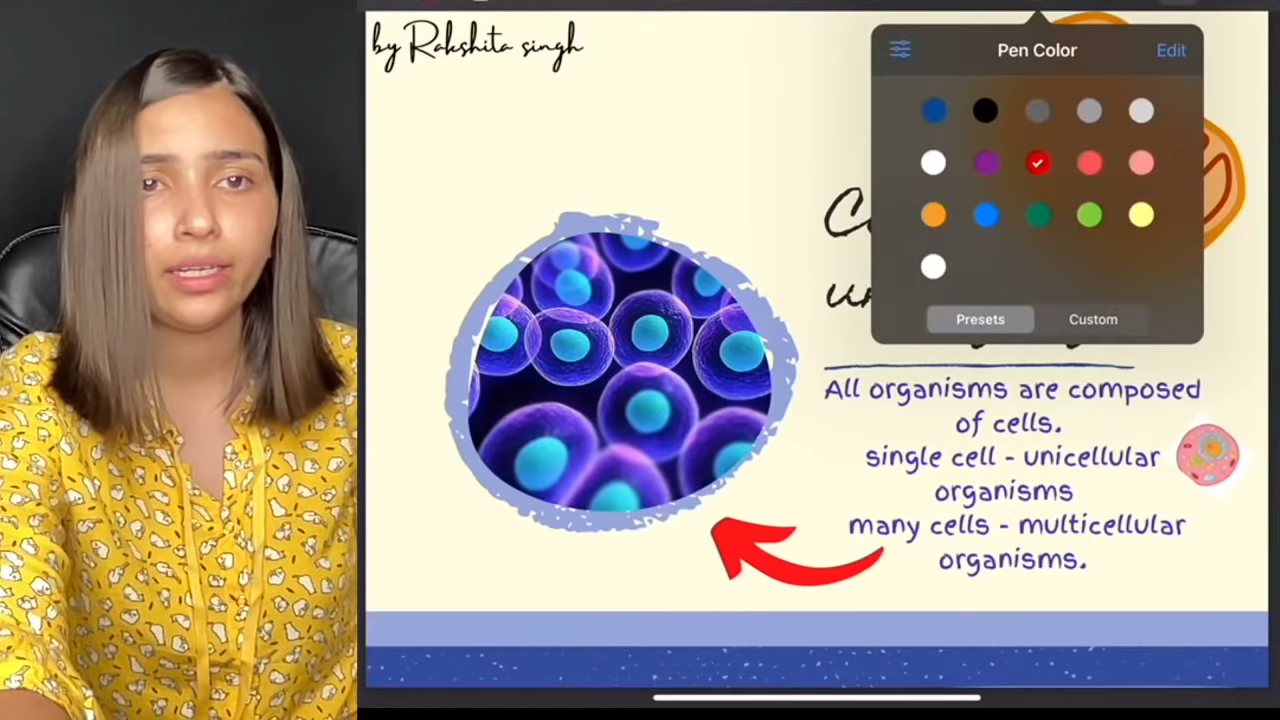 by Rakshita singh
Pen Color
Edit
Presets
Custom
All organisms are composed
of cells.
single cell - unicellular
organisms
many cells - multicellular
organisms.